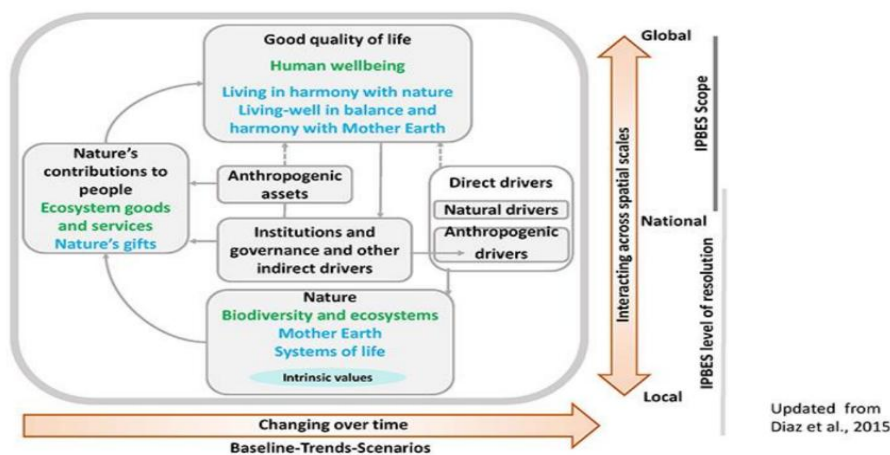 Good quality of life
Human wellbeing
Living in harmony with nature
Living-well in balance and
harmony with Mother Earth
Nature's
contributions to
people
Ecosystem goods
and services
Nature's gifts
Anthropogenic
assets
Institutions and
governance and other
indirect drivers
Direct drivers
Natural drivers
Anthropogenic
drivers
Nature
Biodiversity and ecosystems
Mother Earth
Systems of life
Intrinsic values
Changing over time
Baseline-Trends-Scenarios
Interacting across spatial scales
Global
National
Local
IPBES Scope
IPBES level of resolution
Updated from
Diaz et al., 2015